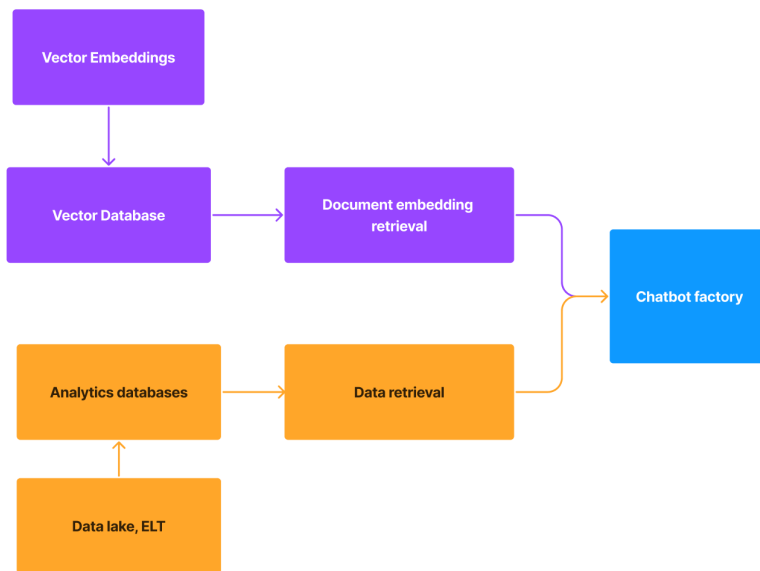 Vector Embeddings
Vector Database
Document embedding
retrieval
Chatbot factory
Analytics databases
Data retrieval
Data lake, ELT